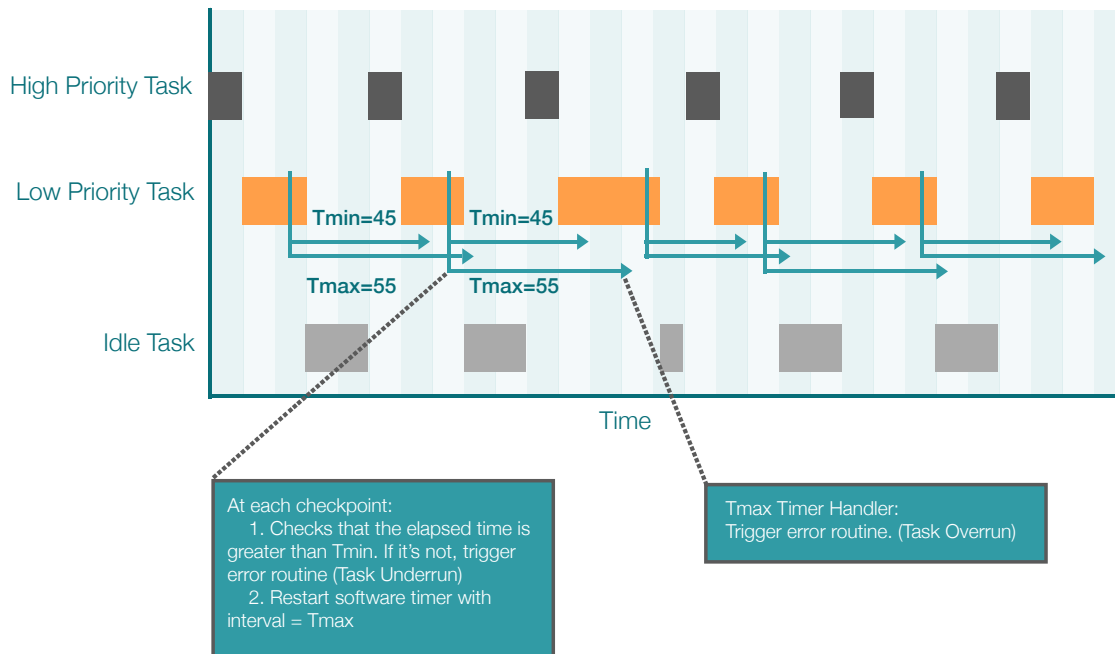 High Priority Task
Low Priority Task
Tmin=45
Tmin=45
Tmax=55
Tmax=55
Idle Task
Time
At each checkpoint:
1. Checks that the elapsed time is
greater than Tmin. If it's not, trigger
error routine (Task Underrun)
2. Restart software timer with
interval = Tmax
Tmax Timer Handler:
Trigger error routine. (Task Overrun)